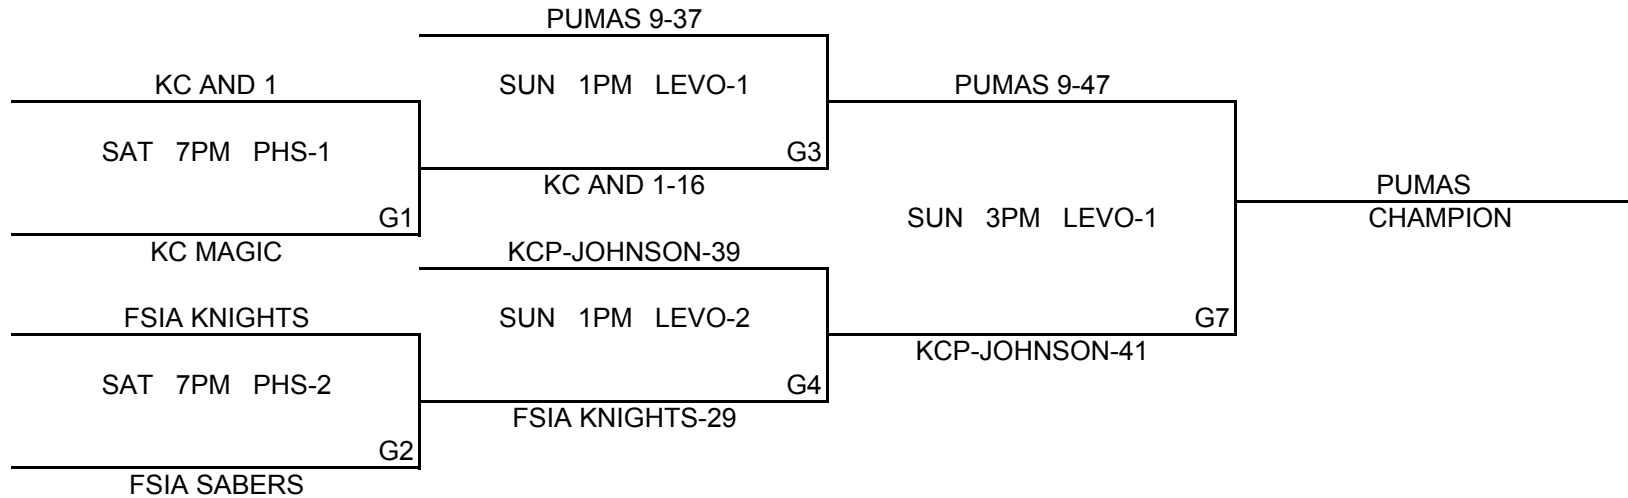 PUMAS 9-37
KC AND 1
SUN 1PM LEVO-1
PUMAS 9-47
SAT 7PM PHS-1
G3
KC AND 1-16
PUMAS
G1
SUN 3PM LEVO-1
CHAMPION
KC MAGIC
KCP-JOHNSON-39
FSIA KNIGHTS
SUN 1PM LEVO-2
G7
KCP-JOHNSON-41
SAT 7PM PHS-2
G4
FSIA KNIGHTS-29
G2
FSIA SABERS